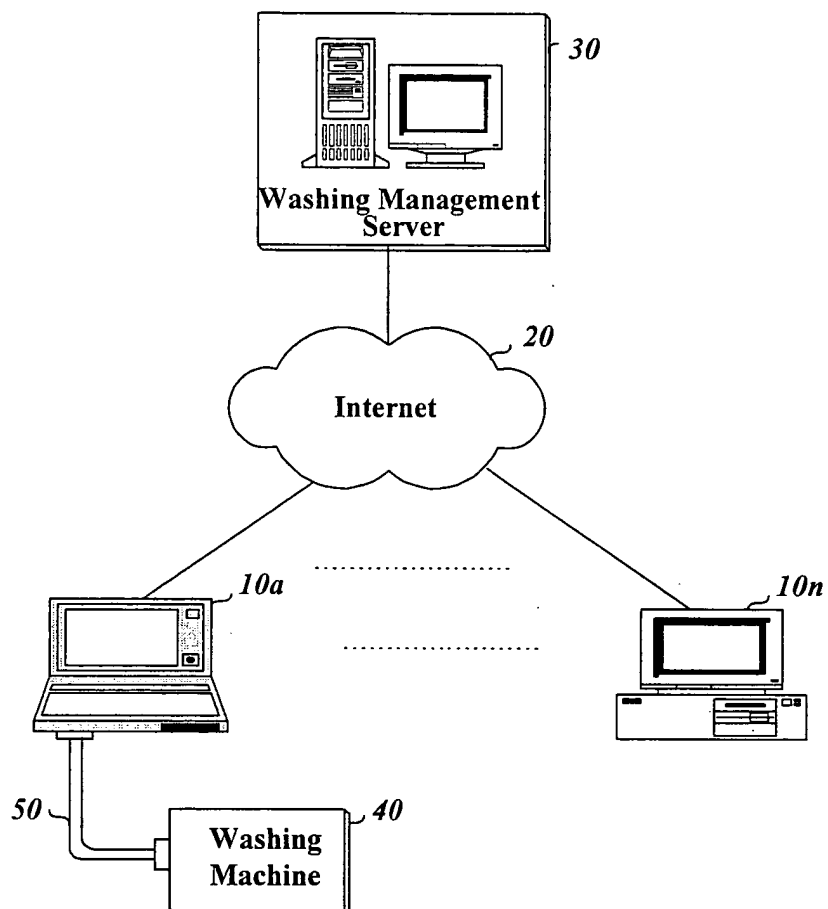 30
Washing Management
Server
20
Internet
10a
10n
50
40
Washing
Machine